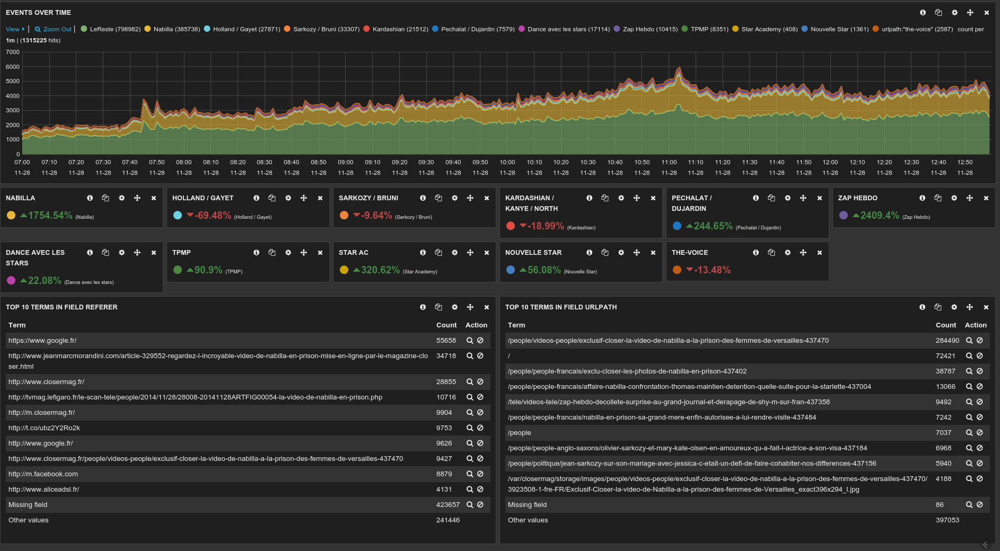 EVENTS OVER TIME
View | Zoom Out | LeReste (798982) Nabilla (385738) Holland / Gayet (27871) Sarkozy / Bruni (33307) Kardashian (21512) Pechalat / Dujardin (7579) Dance avec les stars (17114) Zap Hebdo (10415) TPMP (8351) Star Academy (408) Nouvelle Star (1361) urlpath:"the-voice" (2587) count per
1m | (1315225 hits)
7000
6000
5000
4000
3000
2000
1000
0
07:00 07:10 07:20 07:30 07:40 07:50 08:00 08:10 08:20 08:30 08:40 08:50 09:00 09:10 09:20 09:30 09:40 09:50 10:00 10:10 10:20 10:30 10:40 10:50 11:00 11:10 11:20 11:30 11:40 11:50 12:00 12:10 12:20 12:30 12:40 12:50
11-28 11-28 11-28 11-28 11-28 11-28 11-28 11-28 11-28 11-28 11-28 11-28 11-28 11-28 11-28 11-28 11-28 11-28 11-28 11-28 11-28 11-28 11-28 11-28 11-28 11-28 11-28 11-28 11-28 11-28 11-28 11-28 11-28 11-28 11-28 11-28
NABILLA
1754.54% (Nabilla)
HOLLAND / GAYET
-69.48% (Holland / Gayet)
SARKOZY / BRUNI
-9.64% (Sarkozy / Bruni)
KARDASHIAN /
KANYE / NORTH
-18.99% (Kardashian)
PECHALAT /
DUJARDIN
244.65% (Pechalat / Dujardin)
ZAP HEBDO
2409.4% (Zap Hebdo)
DANCE AVEC LES
STARS
22.08% (Dance avec les stars)
TPMP
90.9% (TPMP)
STAR AC
320.62% (Star Academy)
NOUVELLE STAR
56.08% (Nouvelle Star)
THE-VOICE
-13.48%
TOP 10 TERMS IN FIELD REFERER
Term Count Action
https://www.google.fr/ 55658
http://www.jeanmarcmorandini.com/article-329552-regardez-l-incroyable-video-de-nabilla-en-prison-mise-en-ligne-par-le-magazine-clo 34718
ser.html
http://www.closermag.fr/ 28855
http://tvmag.lefigaro.fr/le-scan-tele/people/2014/11/28/28008-20141128ARTFIG00054-la-video-de-nabilla-en-prison.php 10716
http://m.closermag.fr/ 9904
http://t.co/ubz2Y2Ro2k 9753
http://www.google.fr/ 9626
http://www.closermag.fr/people/videos-people/exclusif-closer-la-video-de-nabilla-a-la-prison-des-femmes-de-versailles-437470 9427
http://m.facebook.com 8879
http://www.aliceadsl.fr/ 4131
Missing field 423657
Other values 241446
TOP 10 TERMS IN FIELD URLPATH
Term Count Action
/people/videos-people/exclusif-closer-la-video-de-nabilla-a-la-prison-des-femmes-de-versailles-437470 284490
/ 72421
/people/people-francais/exclu-closer-les-photos-de-nabilla-en-prison-437402 38787
/people/people-francais/affaire-nabilla-confrontation-thomas-maintien-detention-quelle-suite-pour-la-starlette-437004 13066
/tele/videos-tele/zap-hebdo-decollete-surprise-au-grand-journal-et-derapage-de-shy-m-sur-fran-437358 9492
/people/people-francais/nabilla-en-prison-sa-grand-mere-enfin-autorisee-a-lui-rendre-visite-437484 7242
/people 7037
/people/people-anglo-saxons/olivier-sarkozy-et-mary-kate-olsen-en-amoureux-qu-a-fait-l-actrice-a-son-visa-437184 6968
/people/politique/jean-sarkozy-sur-son-mariage-avec-jessica-c-etait-un-defi-de-faire-cohabiter-nos-differences-437156 5940
/var/closermag/storage/images/people/videos-people/exclusif-closer-la-video-de-nabilla-a-la-prison-des-femmes-de-versailles-437470/ 4188
3923508-1-fre-FR/Exclusif-Closer-la-video-de-Nabilla-a-la-prison-des-femmes-de-Versailles_exact396x294_l.jpg
Missing field 86
Other values 397053